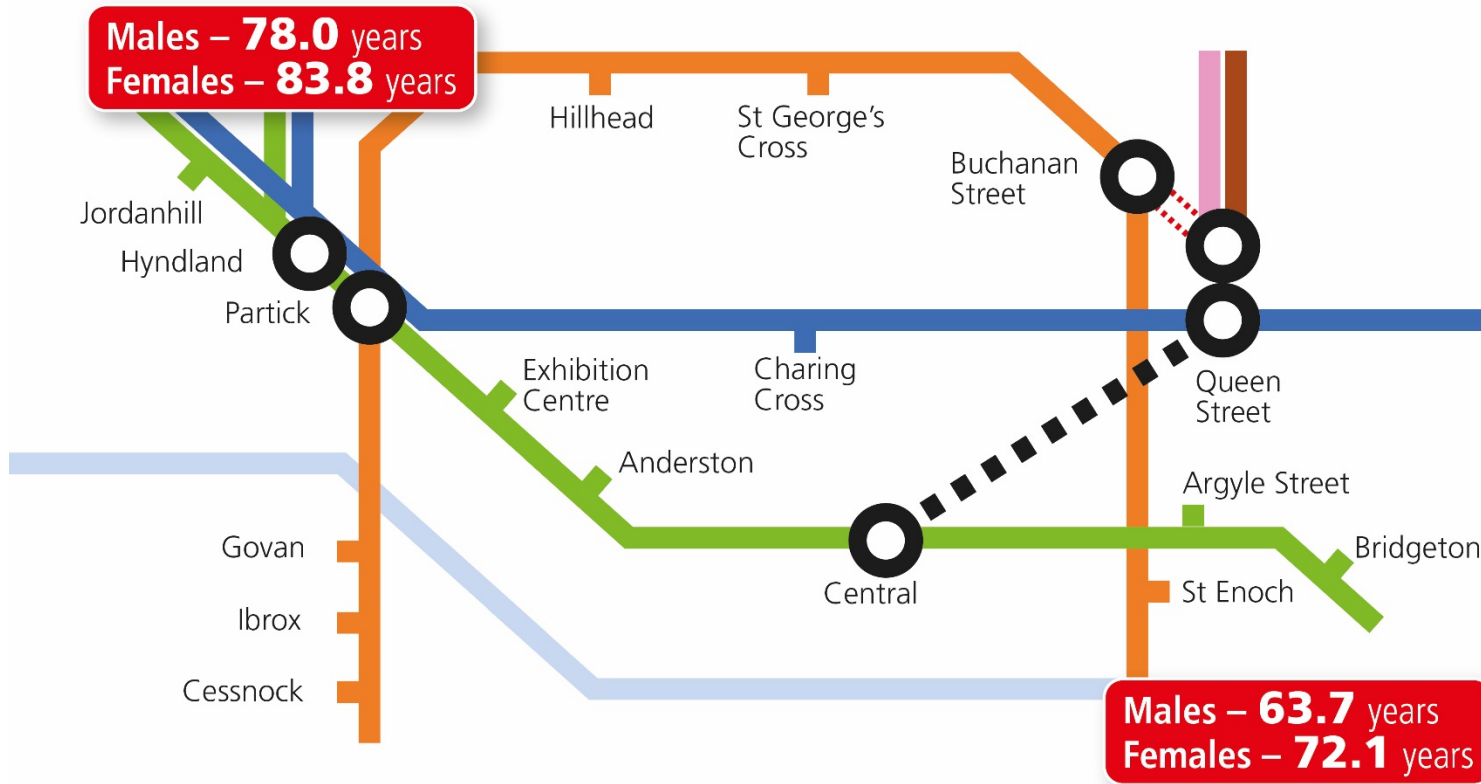 Males – 78.0 years
Females – 83.8 years
Hillhead
St George’s
Cross
Buchanan
Street
Jordanhill
Hyndland
Partick
Exhibition
Centre
Charing
Cross
Queen
Street
Anderston
Argyle Street
Govan
Bridgeton
Central
St Enoch
Ibrox
Cessnock
Males – 63.7 years
Females – 72.1 years